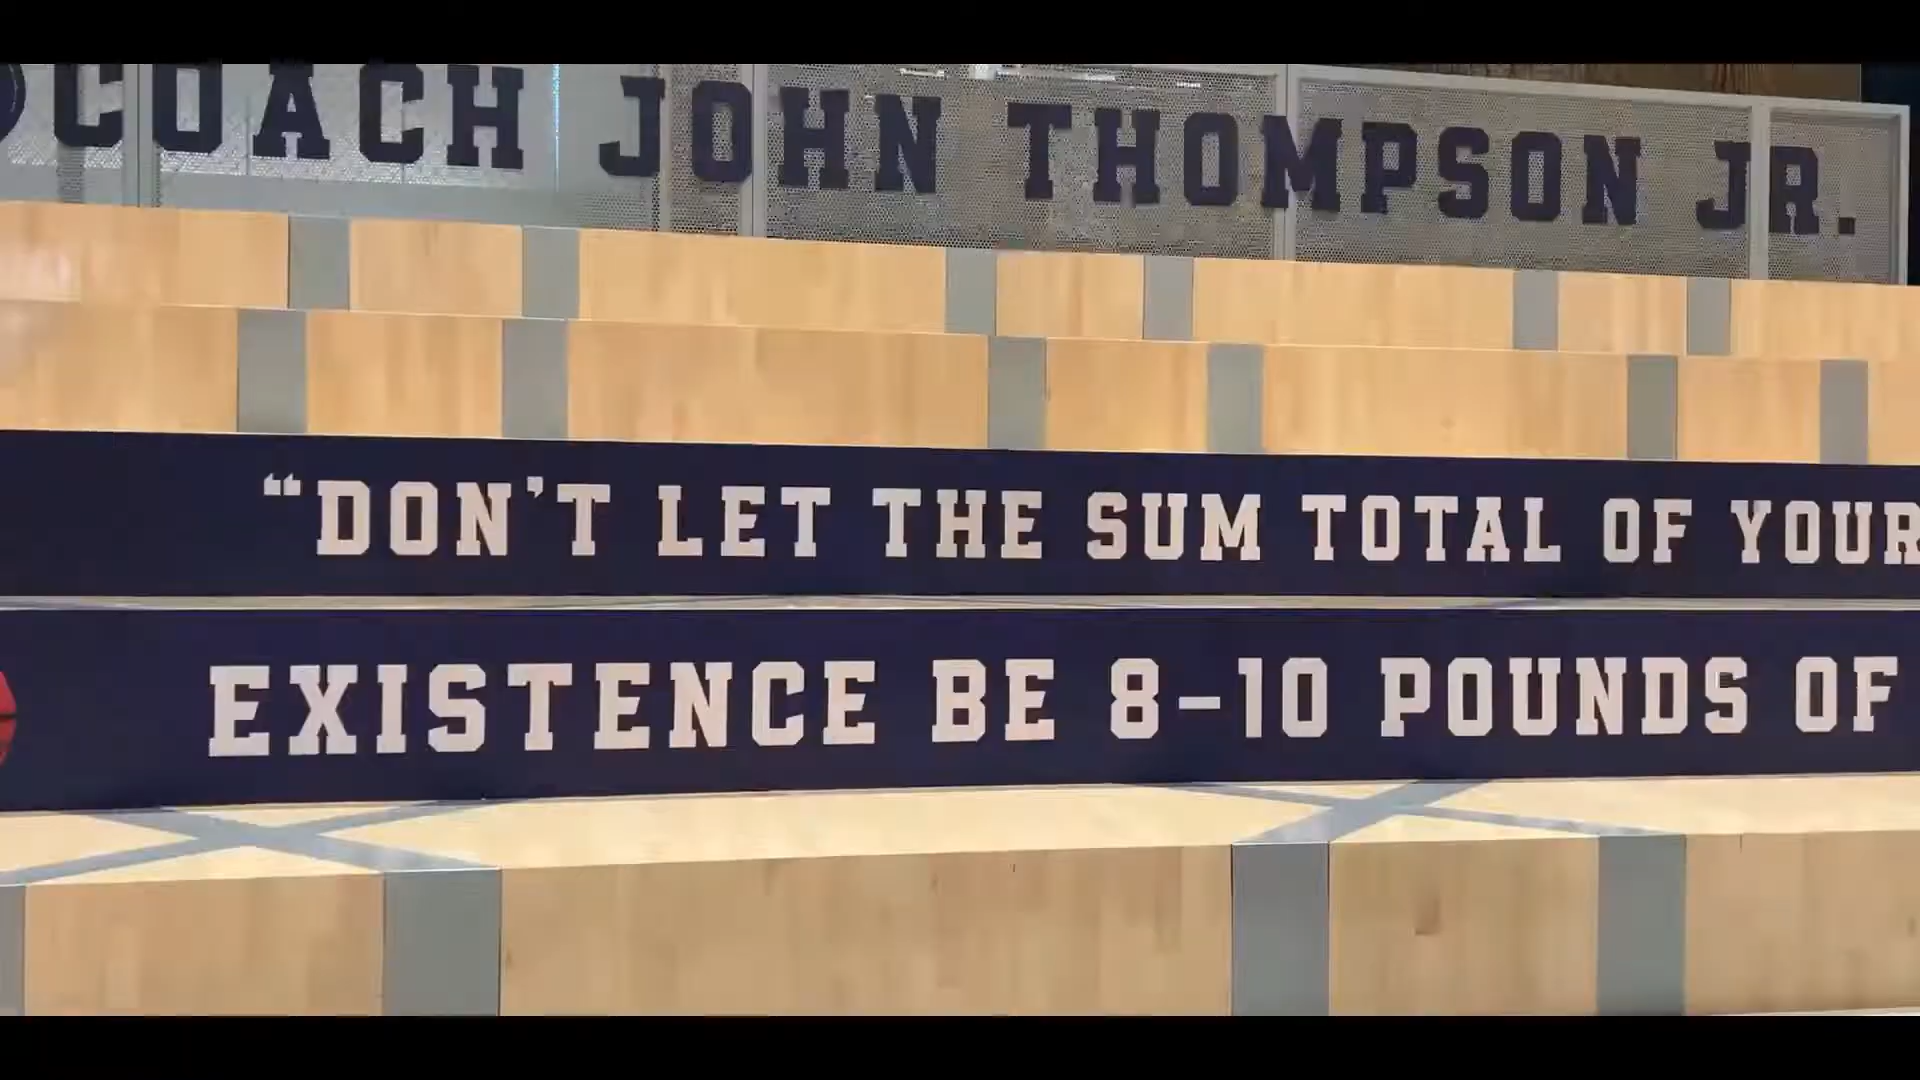 COACH JOHN THOMPSON JR.
“DON’T LET THE SUM TOTAL OF YOUR
EXISTENCE BE 8–10 POUNDS OF